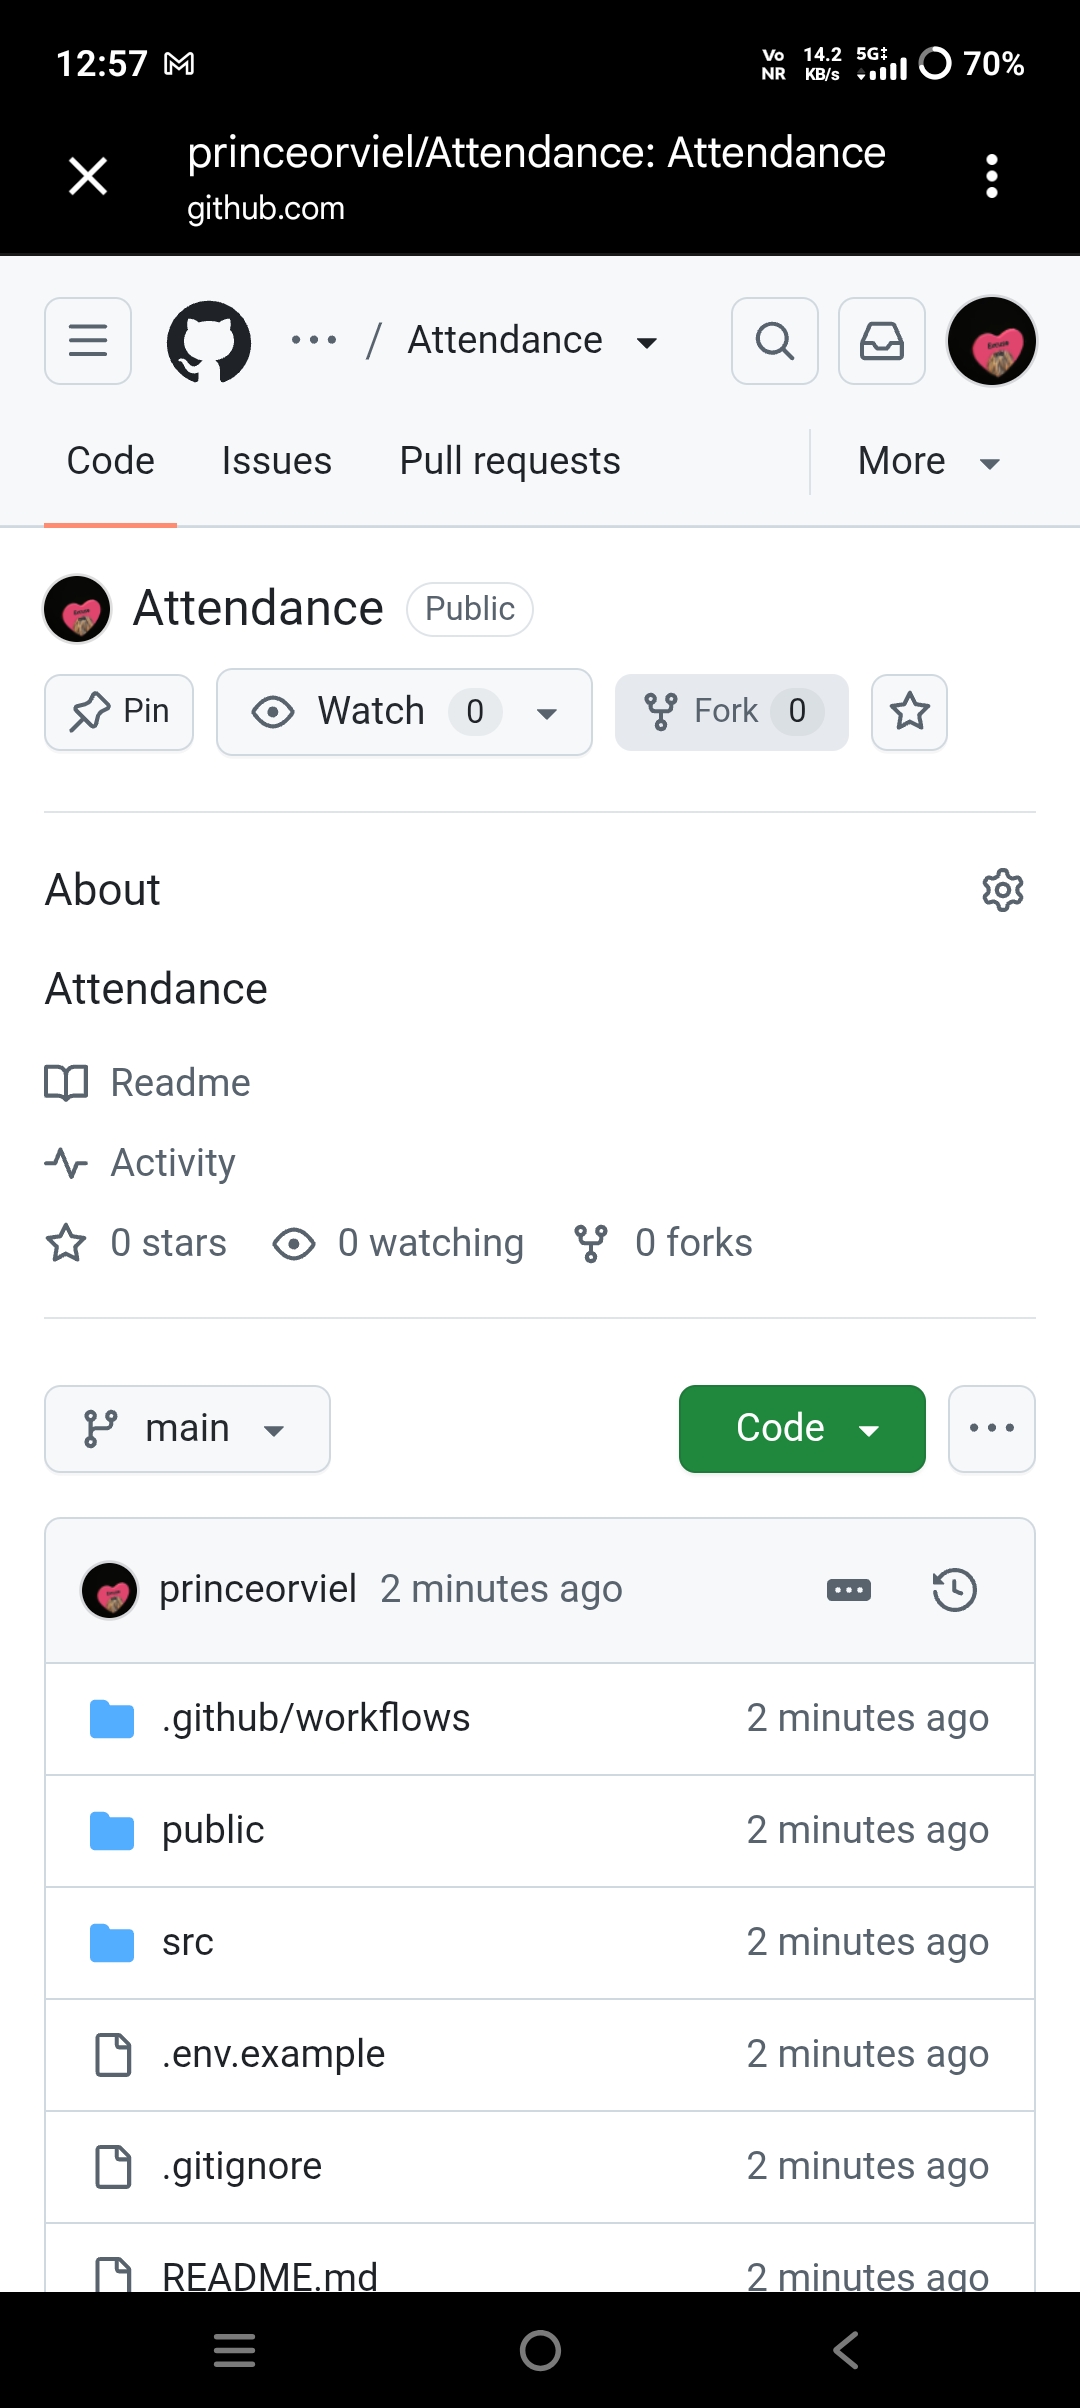 12:57
Vo NR 14.2 KB/s 5G 70%
princeorviel/Attendance: Attendance
github.com
... / Attendance
Code Issues Pull requests More
Attendance Public
Pin Watch 0 Fork 0
About
Attendance
Readme
Activity
0 stars 0 watching 0 forks
main Code ...
princeorviel 2 minutes ago ...
.github/workflows 2 minutes ago
public 2 minutes ago
src 2 minutes ago
.env.example 2 minutes ago
.gitignore 2 minutes ago
README.md 2 minutes ago